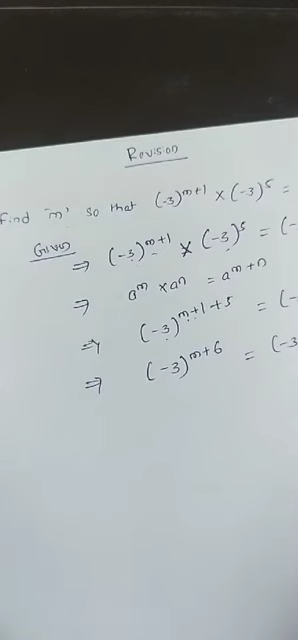 Revision
Find 'm' so that (-3)^{m+1} × (-3)^5 =
Given ⇒ (-3)^{m+1} × (-3)^5 = (-
⇒ a^m × a^n = a^{m+n}
⇒ (-3)^{m+1+5} = (-
⇒ (-3)^{m+6} = (-3